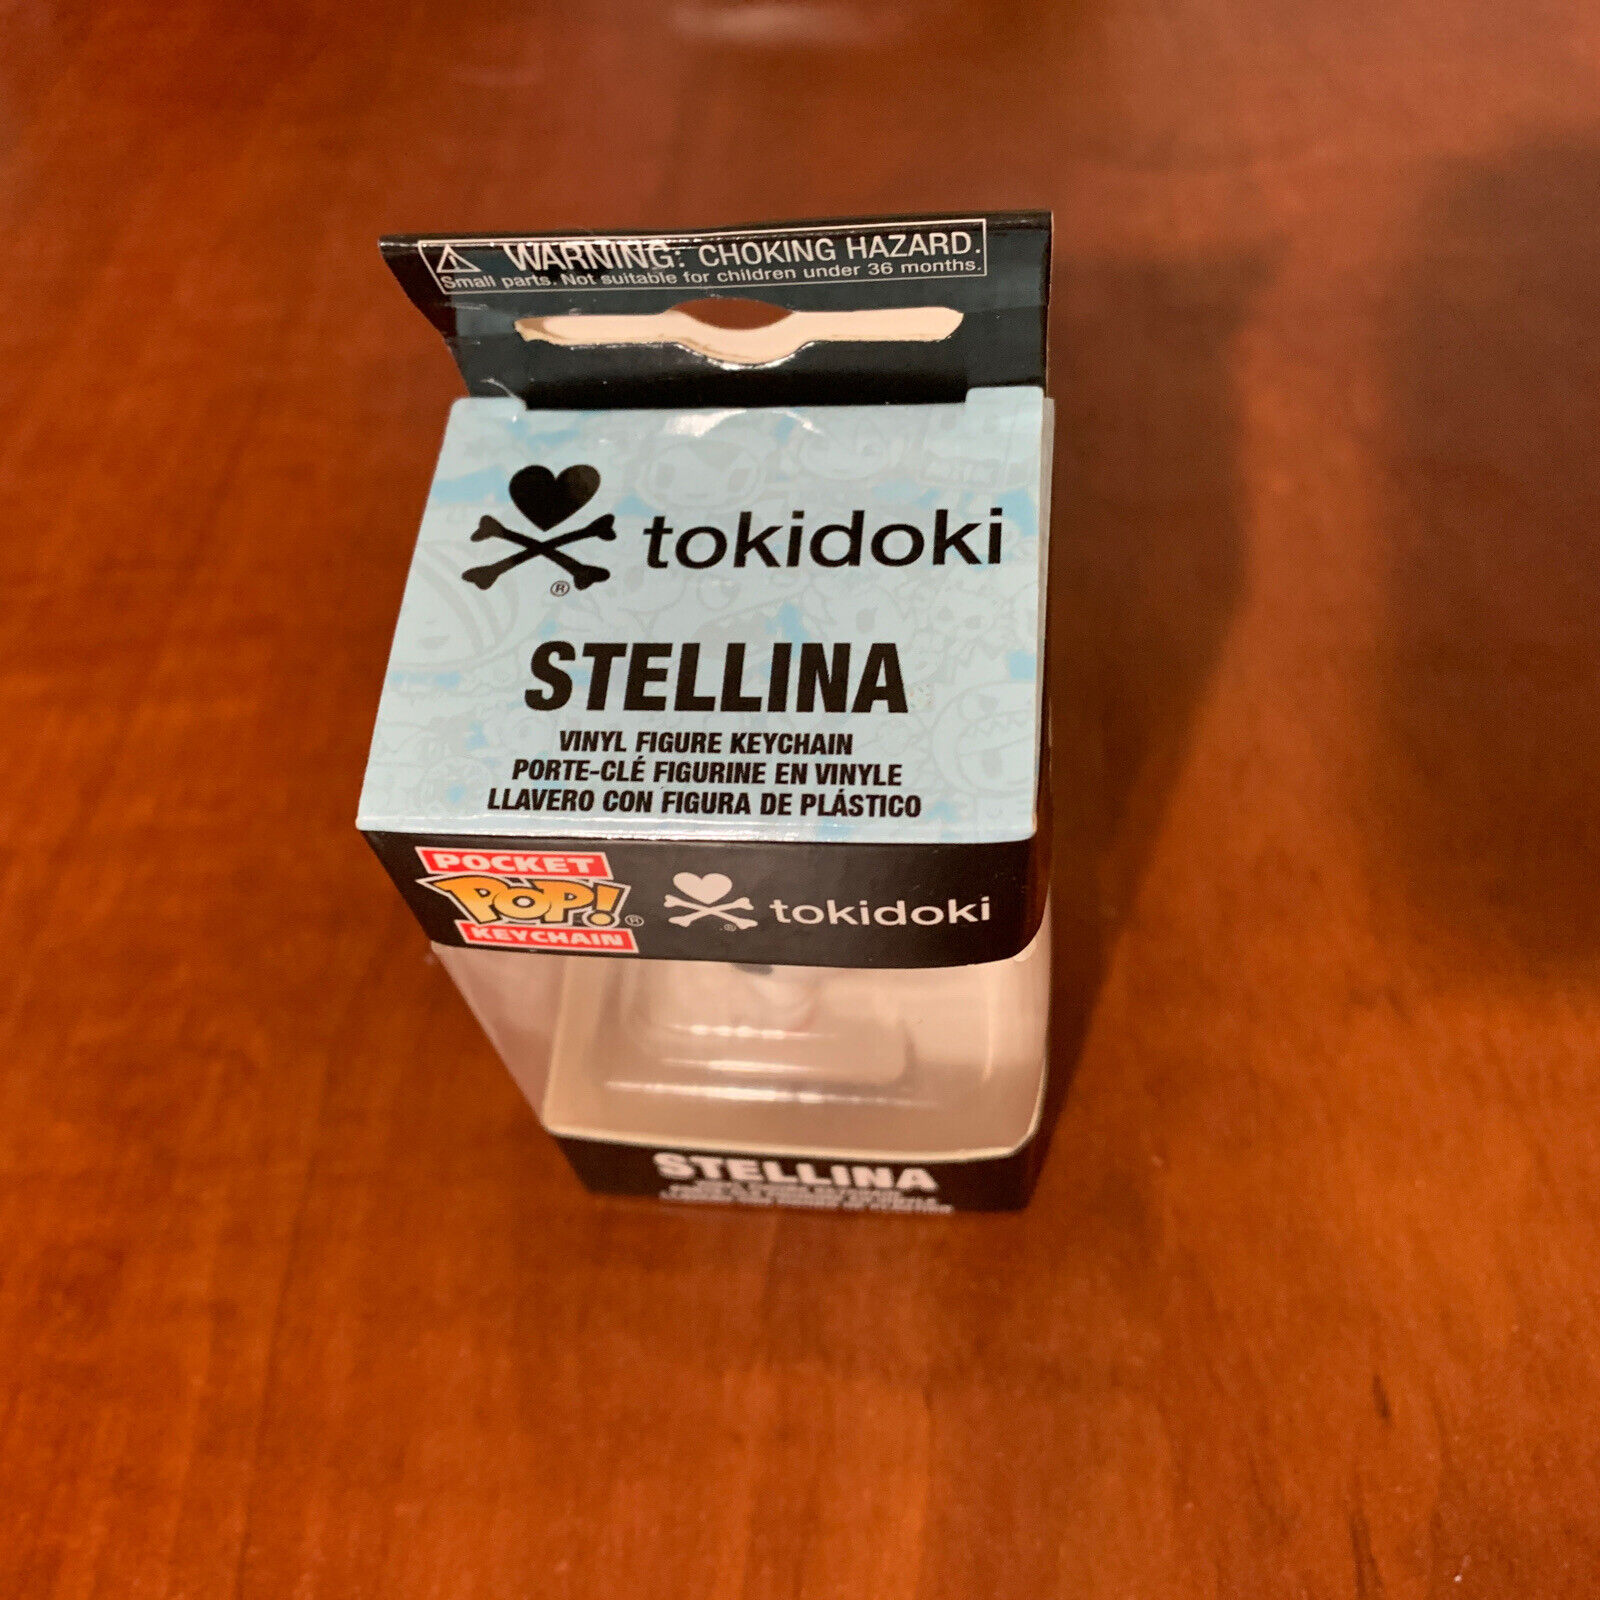 WARNING: CHOKING HAZARD.
Small parts. Not suitable for children under 36 months.
tokidoki
®
STELLINA
VINYL FIGURE KEYCHAIN
PORTE-CLÉ FIGURINE EN VINYLE
LLAVERO CON FIGURA DE PLÁSTICO
POCKET
POP! ®
KEYCHAIN
tokidoki
®
STELLINA